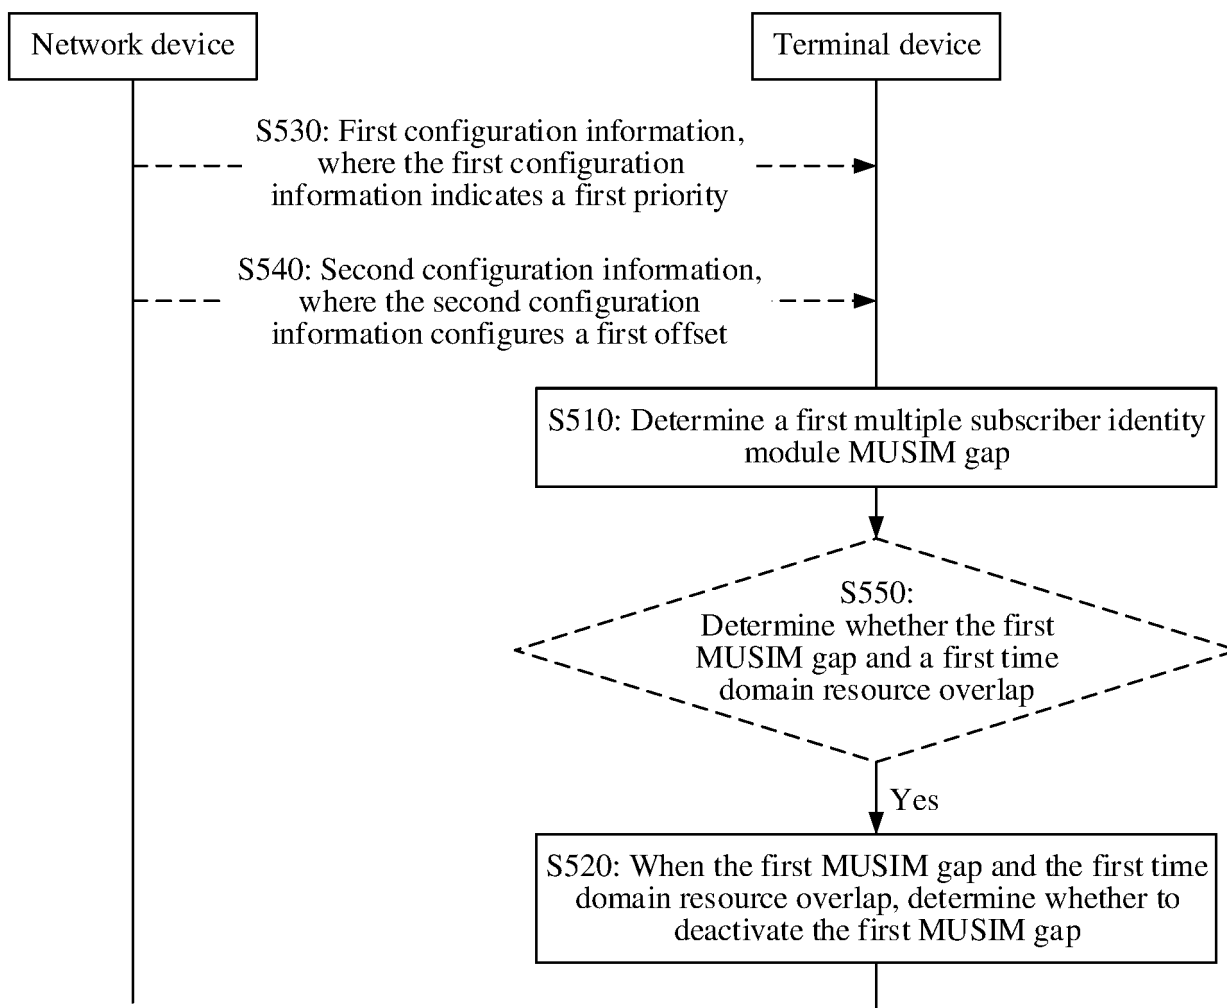 Network device
Terminal device
S530: First configuration information,
where the first configuration
information indicates a first priority
S540: Second configuration information,
where the second configuration
information configures a first offset
S510: Determine a first multiple subscriber identity
module MUSIM gap
S550:
Determine whether the first
MUSIM gap and a first time
domain resource overlap
Yes
S520: When the first MUSIM gap and the first time
domain resource overlap, determine whether to
deactivate the first MUSIM gap